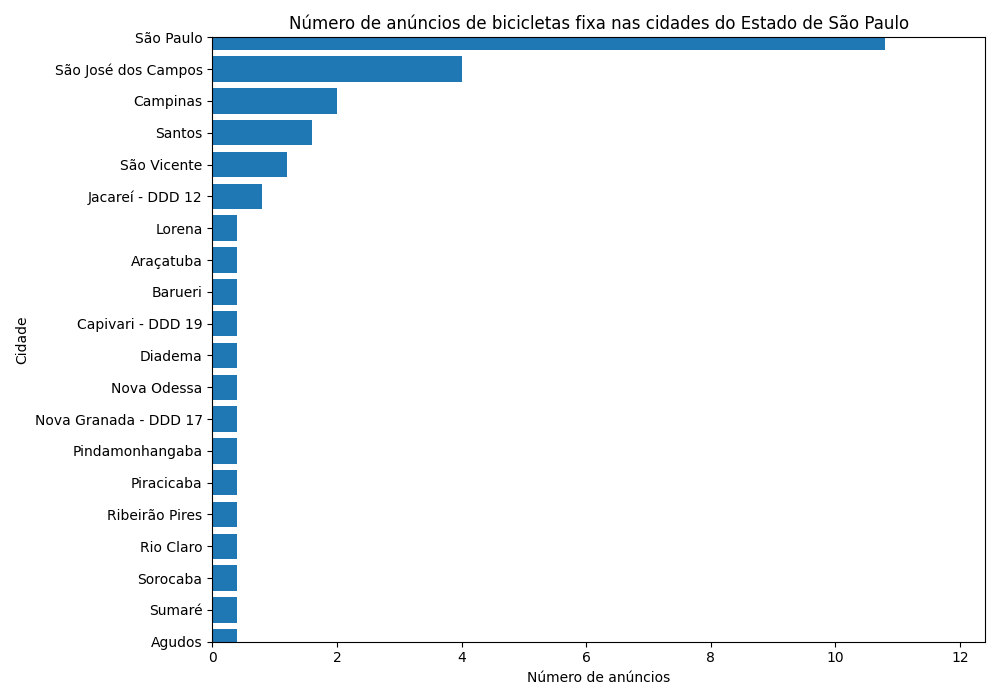 Número de anúncios de bicicletas fixa nas cidades do Estado de São Paulo
São Paulo
São José dos Campos
Campinas
Santos
São Vicente
Jacareí - DDD 12
Lorena
Araçatuba
Barueri
Capivari - DDD 19
Diadema
Nova Odessa
Nova Granada - DDD 17
Pindamonhangaba
Piracicaba
Ribeirão Pires
Rio Claro
Sorocaba
Sumaré
Agudos
Cidade
0 2 4 6 8 10 12
Número de anúncios